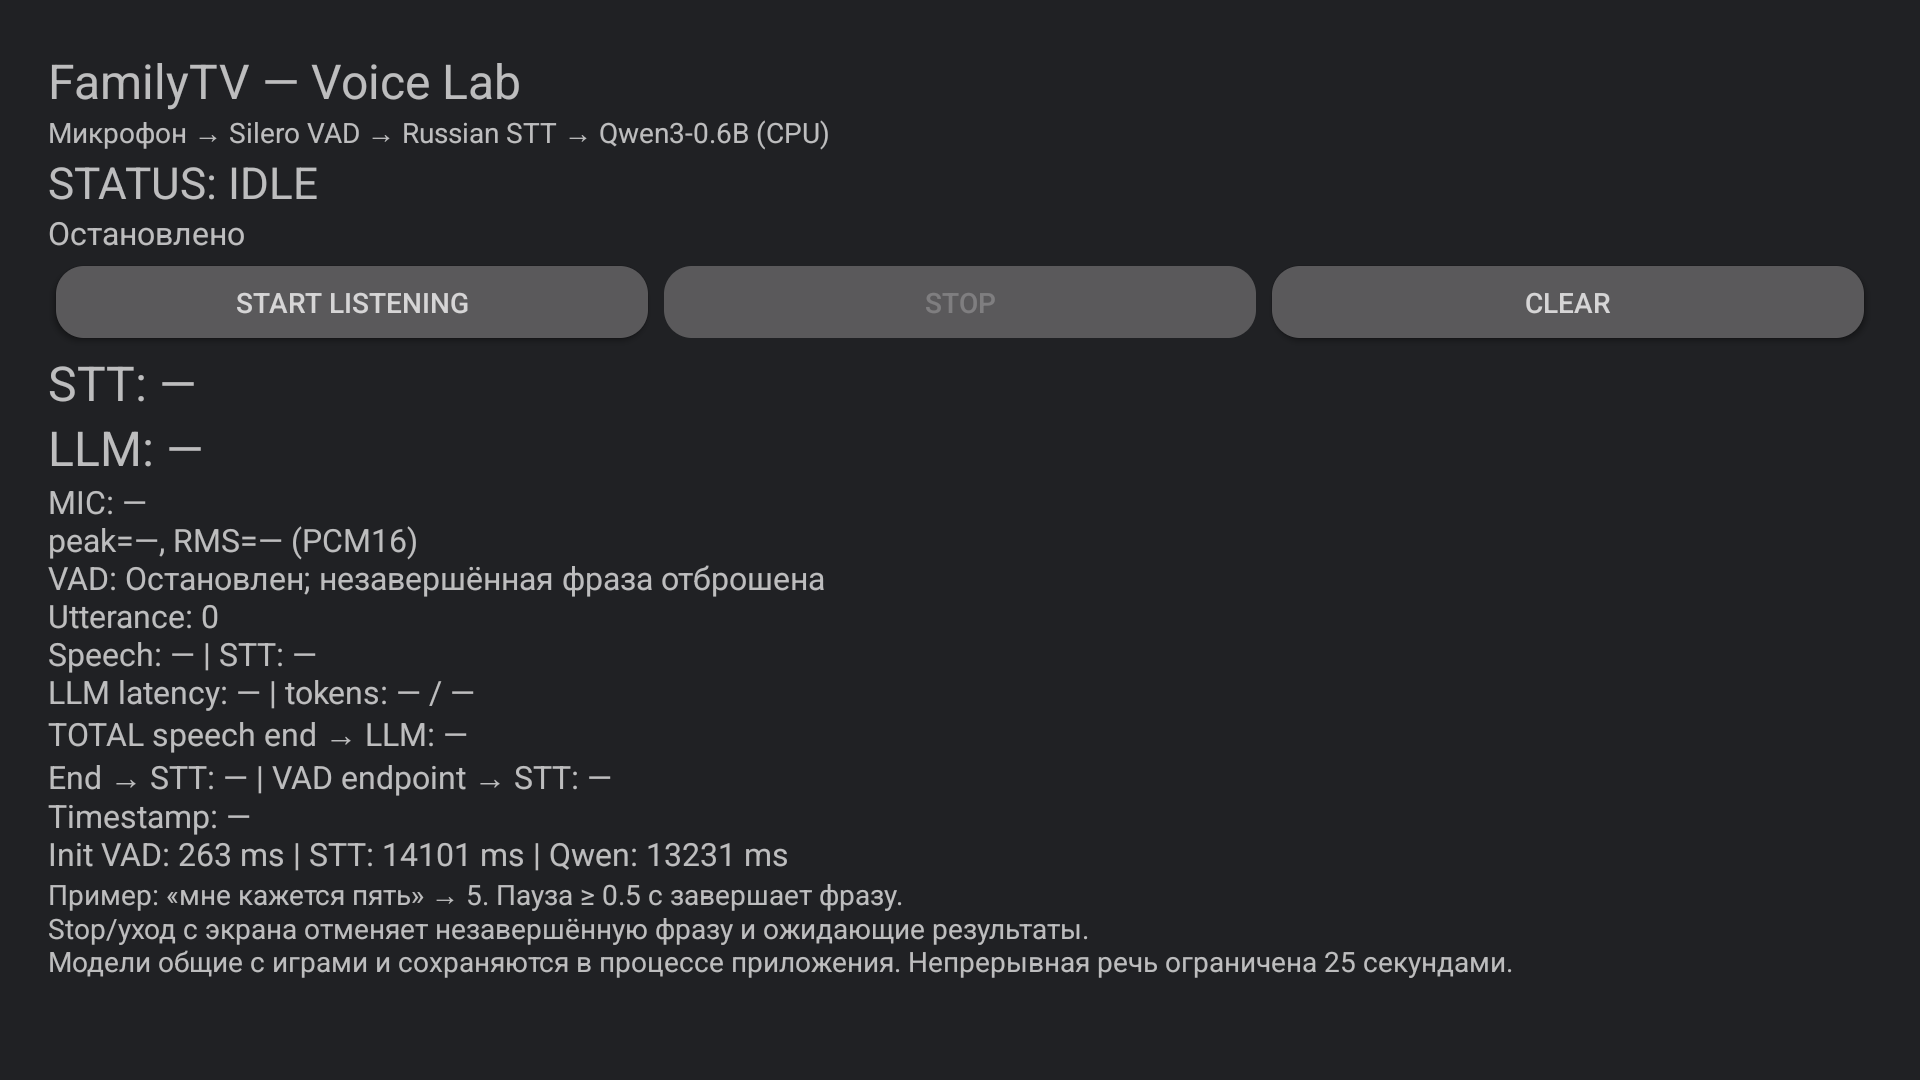 FamilyTV — Voice Lab
Микрофон → Silero VAD → Russian STT → Qwen3-0.6B (CPU)
STATUS: IDLE
Остановлено
START LISTENING
STOP
CLEAR
STT: —
LLM: —
MIC: —
peak=—, RMS=— (PCM16)
VAD: Остановлен; незавершённая фраза отброшена
Utterance: 0
Speech: — | STT: —
LLM latency: — | tokens: — / —
TOTAL speech end → LLM: —
End → STT: — | VAD endpoint → STT: —
Timestamp: —
Init VAD: 263 ms | STT: 14101 ms | Qwen: 13231 ms
Пример: «мне кажется пять» → 5. Пауза ≥ 0.5 с завершает фразу.
Stop/уход с экрана отменяет незавершённую фразу и ожидающие результаты.
Модели общие с играми и сохраняются в процессе приложения. Непрерывная речь ограничена 25 секундами.